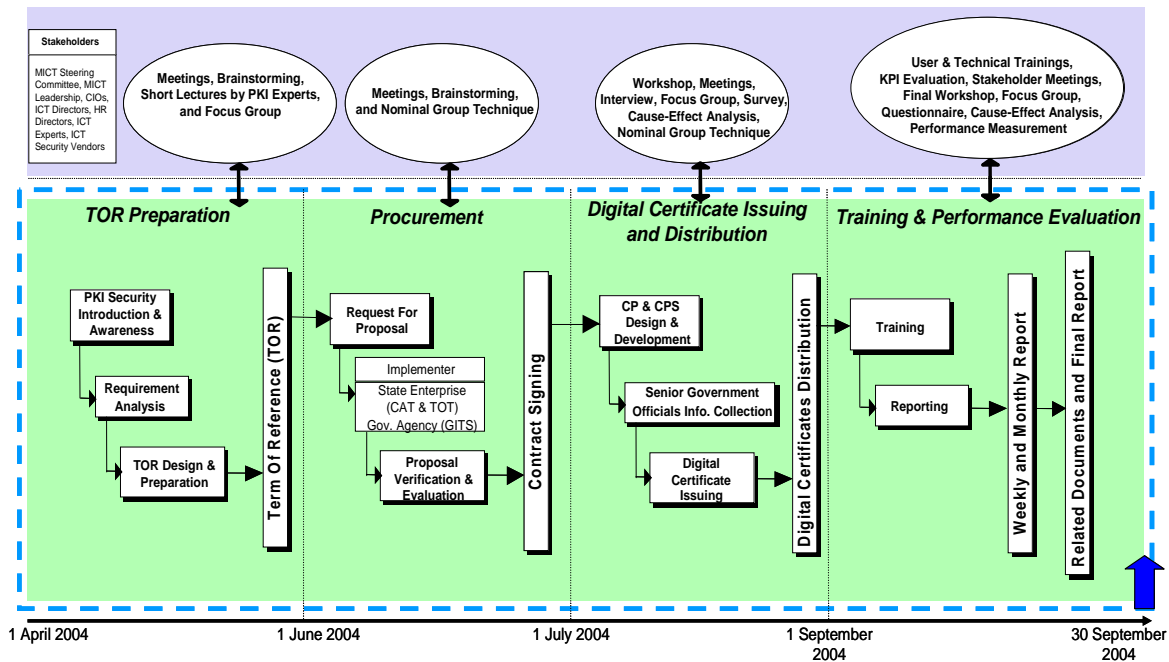 Stakeholders
MICT Steering
Committee, MICT
Leadership, CIOs,
ICT Directors, HR
Directors, ICT
Experts, ICT
Security Vendors
Meetings, Brainstorming,
Short Lectures by PKI Experts,
and Focus Group
Meetings, Brainstorming,
and Nominal Group Technique
Workshop, Meetings,
Interview, Focus Group, Survey,
Cause-Effect Analysis,
Nominal Group Technique
User & Technical Trainings,
KPI Evaluation, Stakeholder Meetings,
Final Workshop, Focus Group,
Questionnaire, Cause-Effect Analysis,
Performance Measurement
TOR Preparation
PKI Security
Introduction &
Awareness
Requirement
Analysis
TOR Design &
Preparation
Term Of Reference (TOR)
Procurement
Request For
Proposal
Implementer
State Enterprise
(CAT & TOT)
Gov. Agency (GITS)
Proposal
Verification &
Evaluation
Contract Signing
Digital Certificate Issuing
and Distribution
CP & CPS
Design &
Development
Senior Government
Officials Info. Collection
Digital
Certificate
Issuing
Digital Certificates Distribution
Training & Performance Evaluation
Training
Reporting
Weekly and Monthly Report
Related Documents and Final Report
1 April 2004
1 June 2004
1 July 2004
1 September
2004
30 September
2004